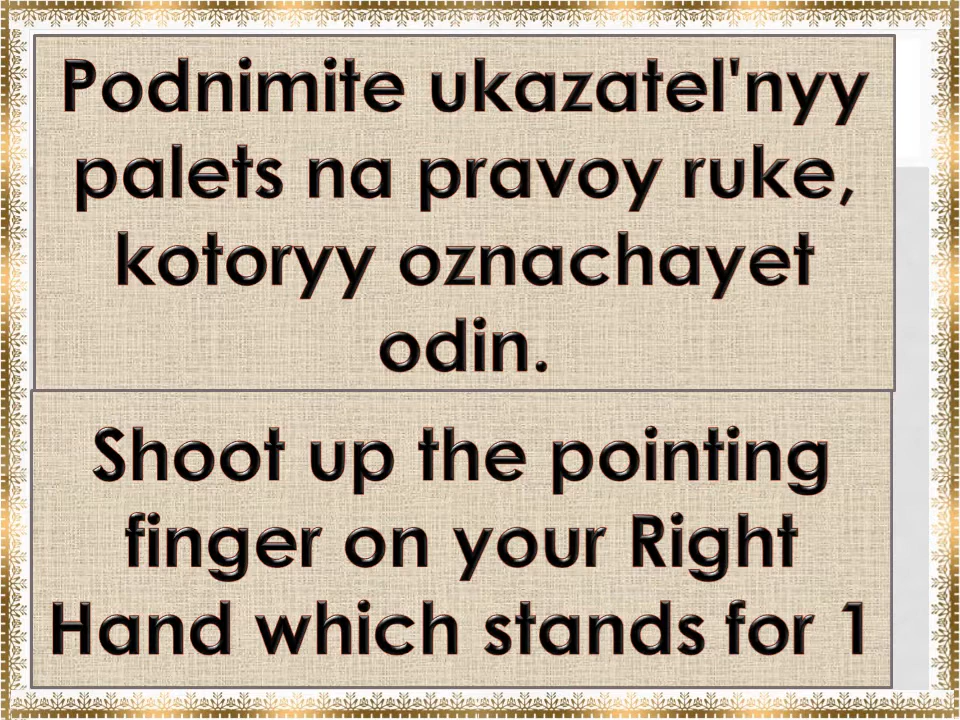 Podnimite ukazatel'nyy
palets na pravoy ruke,
kotoryy oznachayet
odin.
Shoot up the pointing
finger on your Right
Hand which stands for 1